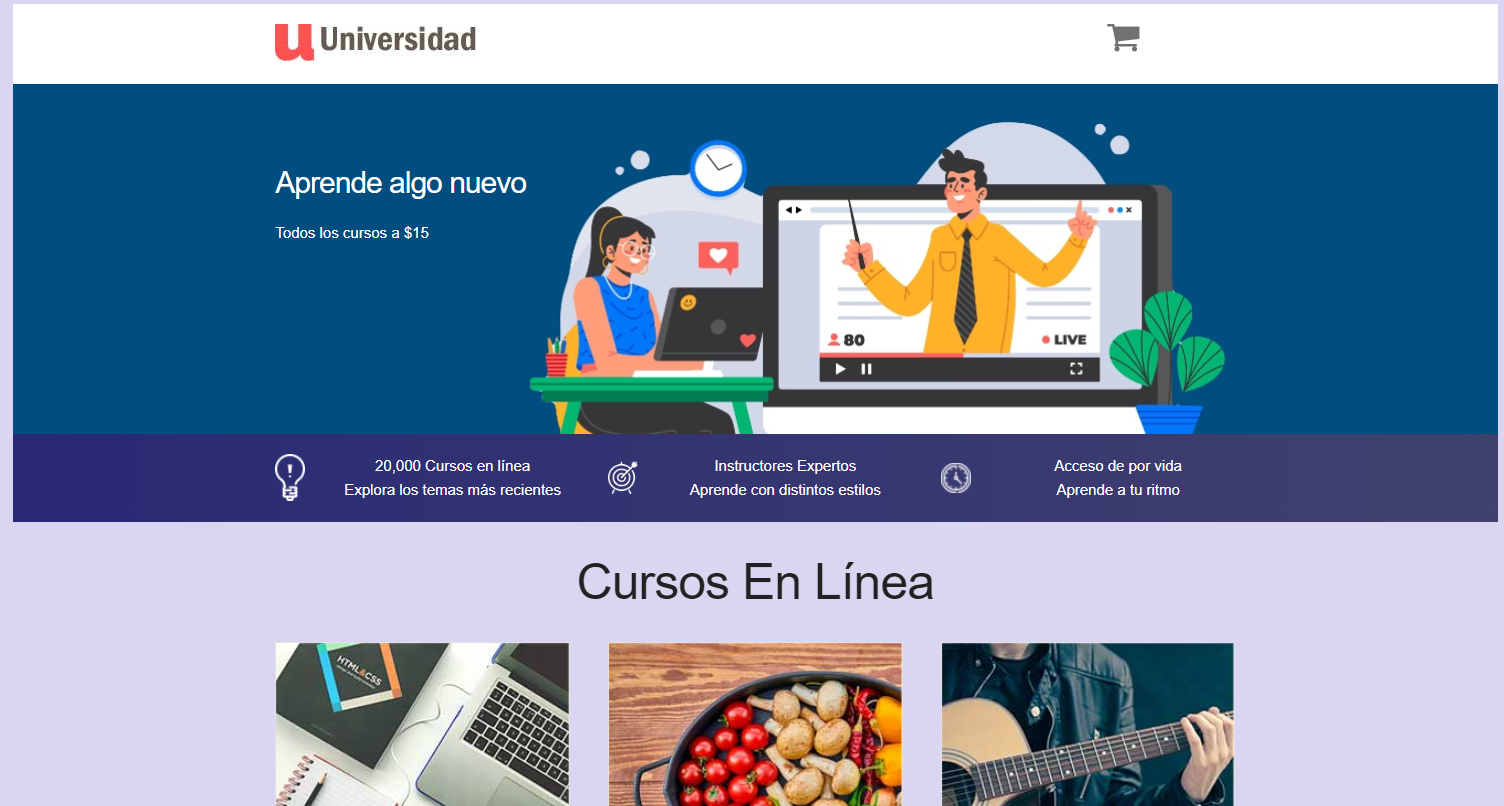 u Universidad
Aprende algo nuevo
Todos los cursos a $15
80
LIVE
20,000 Cursos en línea
Explora los temas más recientes
Instructores Expertos
Aprende con distintos estilos
Acceso de por vida
Aprende a tu ritmo
Cursos En Línea
HTML&CSS